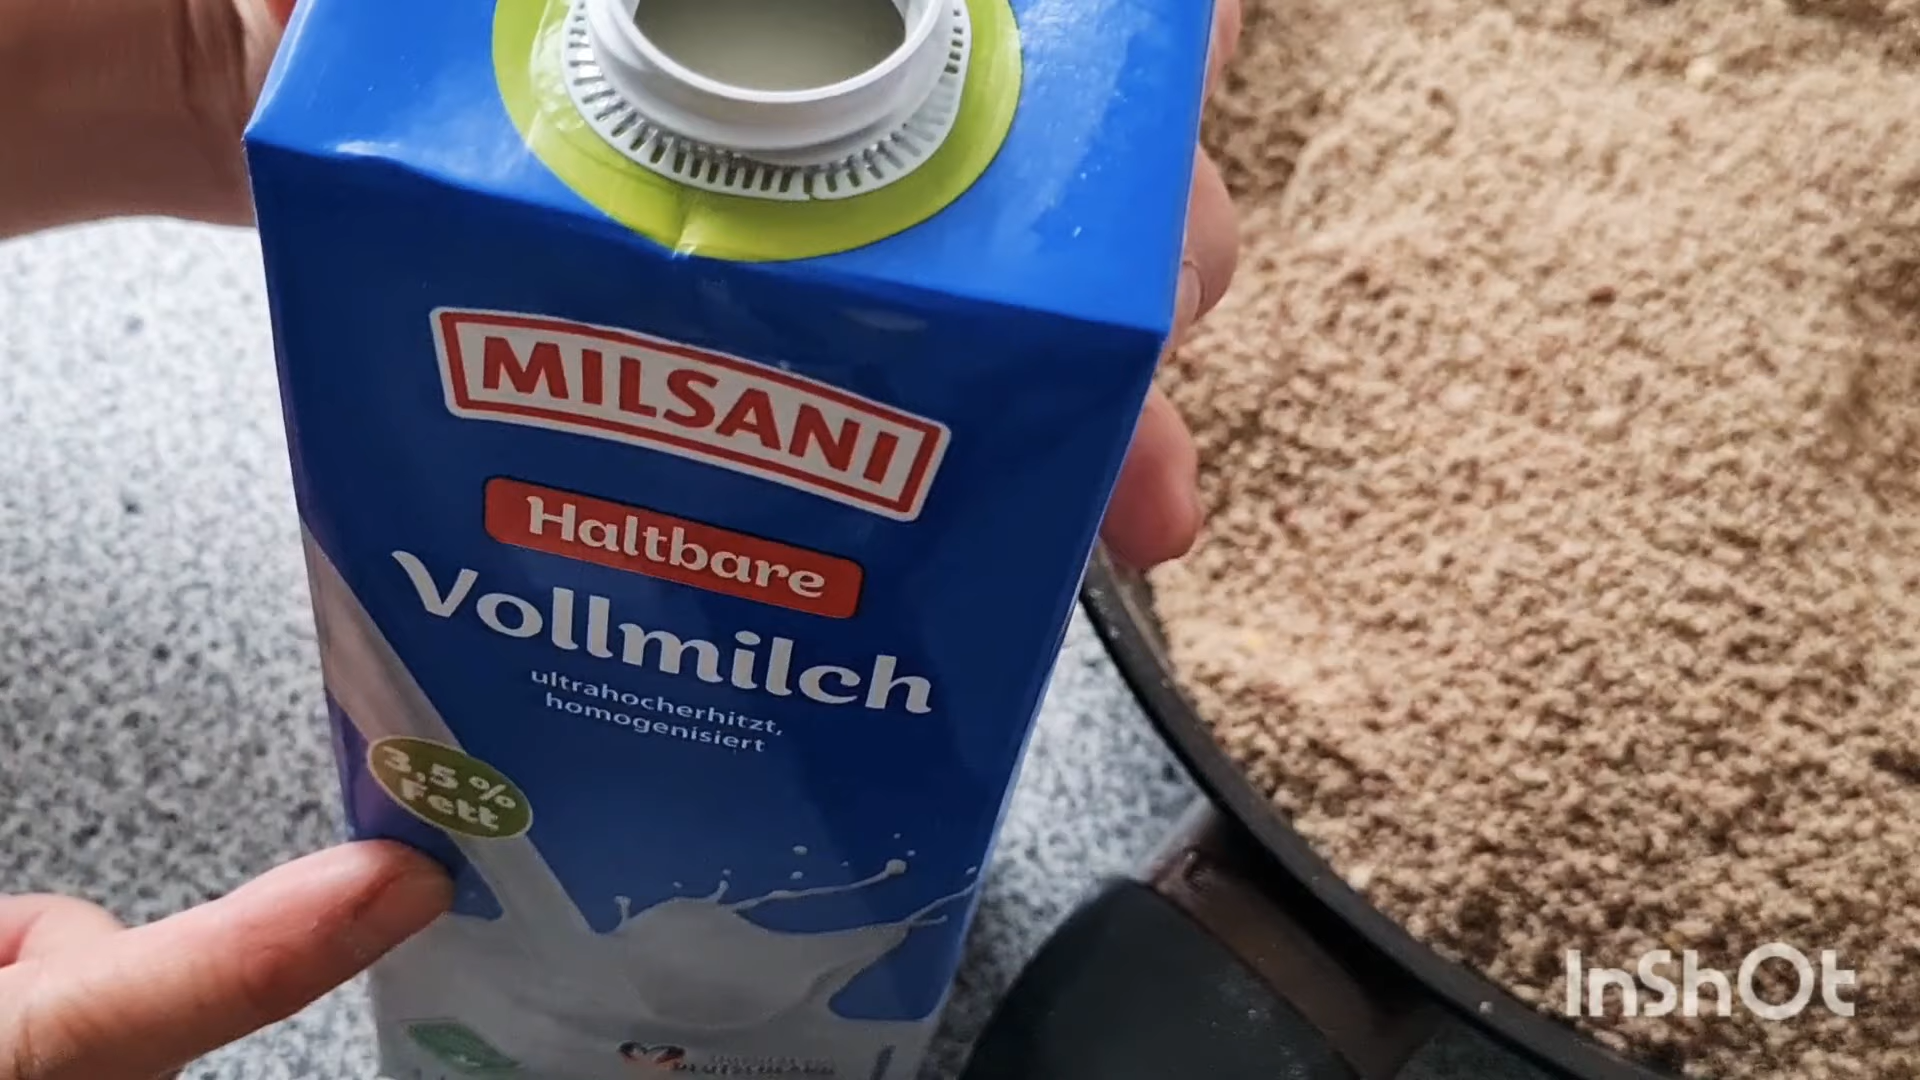 MILSANI
Haltbare
Vollmilch
ultrahocherhitzt,
homogenisiert
3,5 %
Fett
InShOt